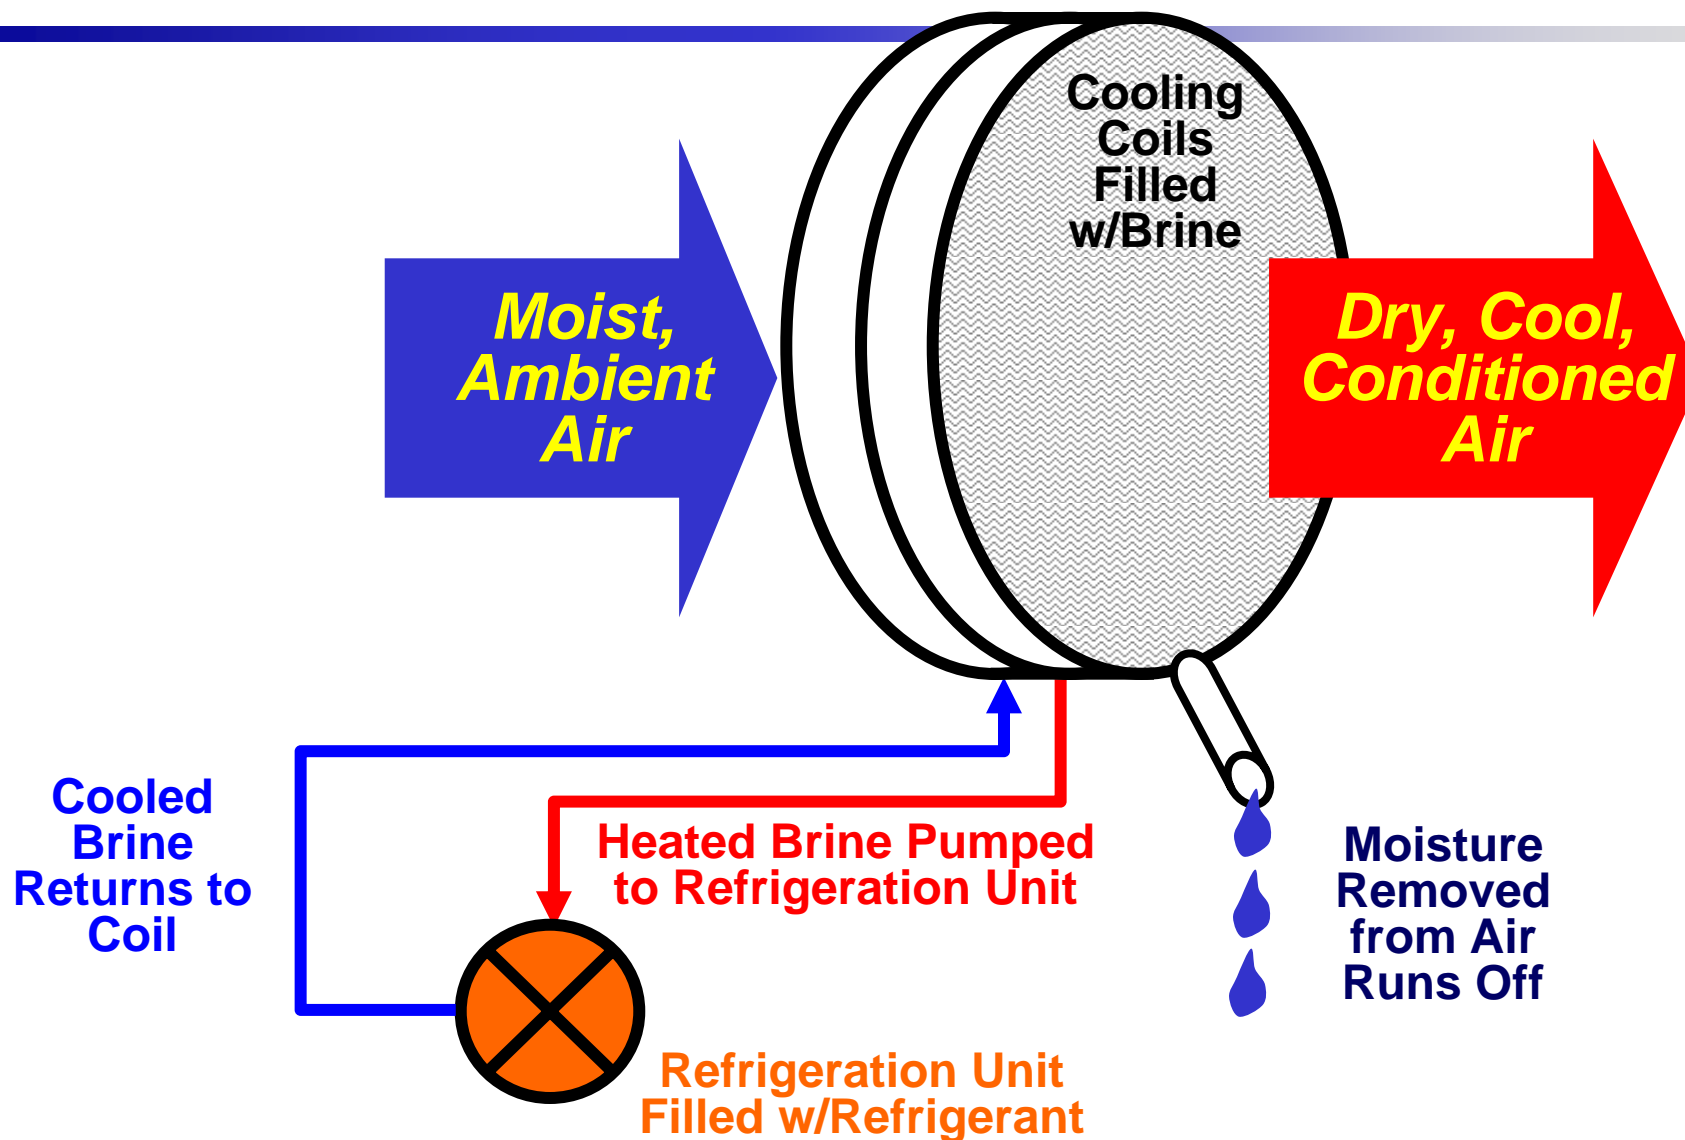 Cooling
Coils
Filled
w/Brine
Moist,
Ambient
Air
Dry, Cool,
Conditioned
Air
Cooled
Brine
Returns to
Coil
Heated Brine Pumped
to Refrigeration Unit
Moisture
Removed
from Air
Runs Off
Refrigeration Unit
Filled w/Refrigerant